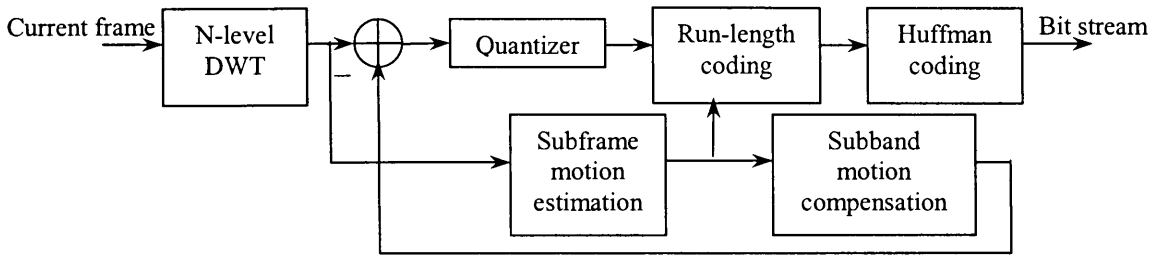 Current frame
N-level
DWT
−
Quantizer
Run-length
coding
Huffman
coding
Bit stream
Subframe
motion
estimation
Subband
motion
compensation